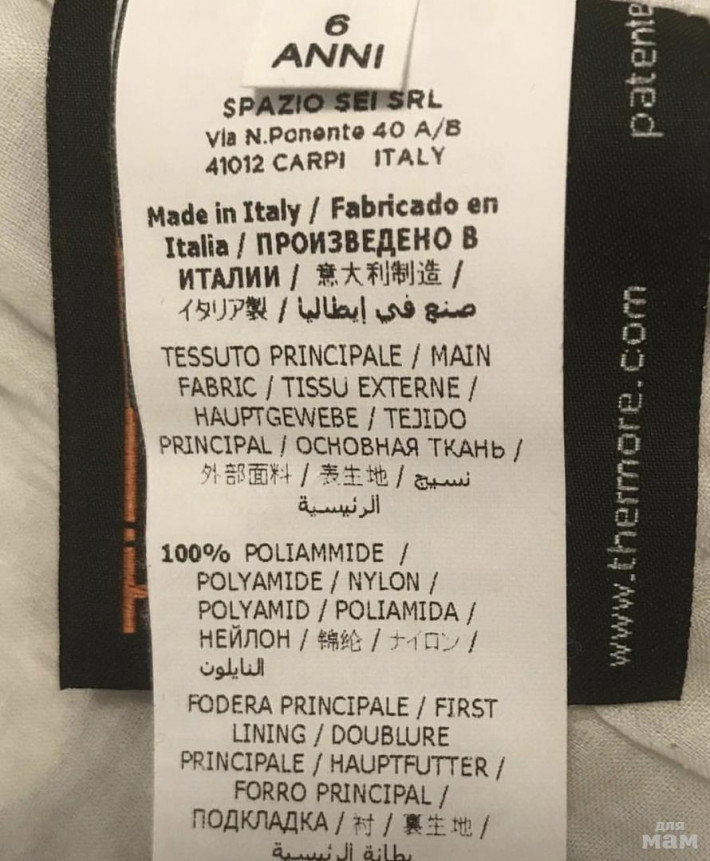 6
ANNI
SPAZIO SEI SRL
Via N.Ponente 40 A/B
41012 CARPI ITALY
Made in Italy / Fabricado en
Italia / ПРОИЗВЕДЕНО В
ИТАЛИИ / 意大利制造 /
イタリア製 / صنع في إيطاليا
TESSUTO PRINCIPALE / MAIN
FABRIC / TISSU EXTERNE /
HAUPTGEWEBE / TEJIDO
PRINCIPAL / ОСНОВНАЯ ТКАНЬ /
外部面料 / 表生地 / نسيج
الرئيسية
100% POLIAMMIDE /
POLYAMIDE / NYLON /
POLYAMID / POLIAMIDA /
НЕЙЛОН / 锦纶 / ナイロン /
النايلون
FODERA PRINCIPALE / FIRST
LINING / DOUBLURE
PRINCIPALE / HAUPTFUTTER /
FORRO PRINCIPAL /
ПОДКЛАДКА / 衬 / 裏生地 /
بطانة الرئيسية
www.thermore.com
patente
для
мам